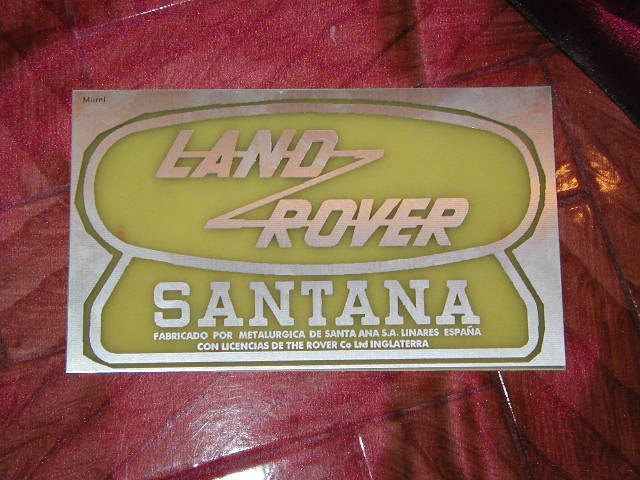 Murel
LAND
ROVER
SANTANA
FABRICADO POR METALURGICA DE SANTA ANA S.A. LINARES ESPAÑA
CON LICENCIAS DE THE ROVER Co Ltd INGLATERRA